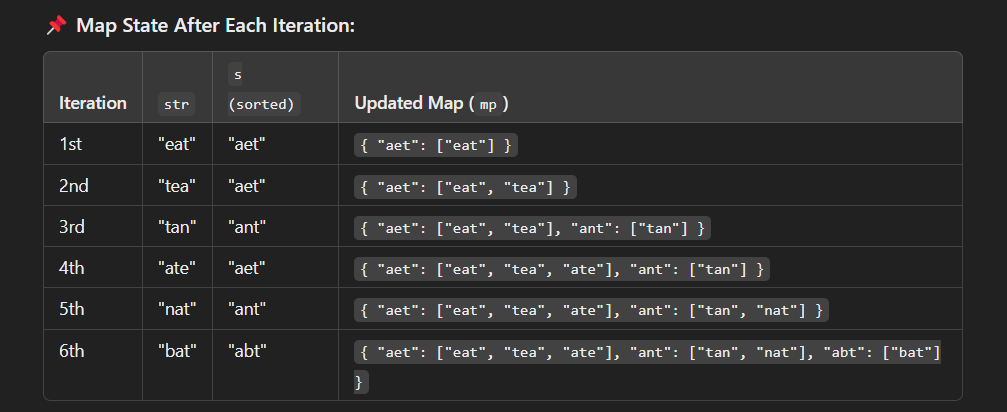 📌 Map State After Each Iteration:
Iteration str s (sorted) Updated Map ( mp )
1st "eat" "aet" { "aet": ["eat"] }
2nd "tea" "aet" { "aet": ["eat", "tea"] }
3rd "tan" "ant" { "aet": ["eat", "tea"], "ant": ["tan"] }
4th "ate" "aet" { "aet": ["eat", "tea", "ate"], "ant": ["tan"] }
5th "nat" "ant" { "aet": ["eat", "tea", "ate"], "ant": ["tan", "nat"] }
6th "bat" "abt" { "aet": ["eat", "tea", "ate"], "ant": ["tan", "nat"], "abt": ["bat"]
}